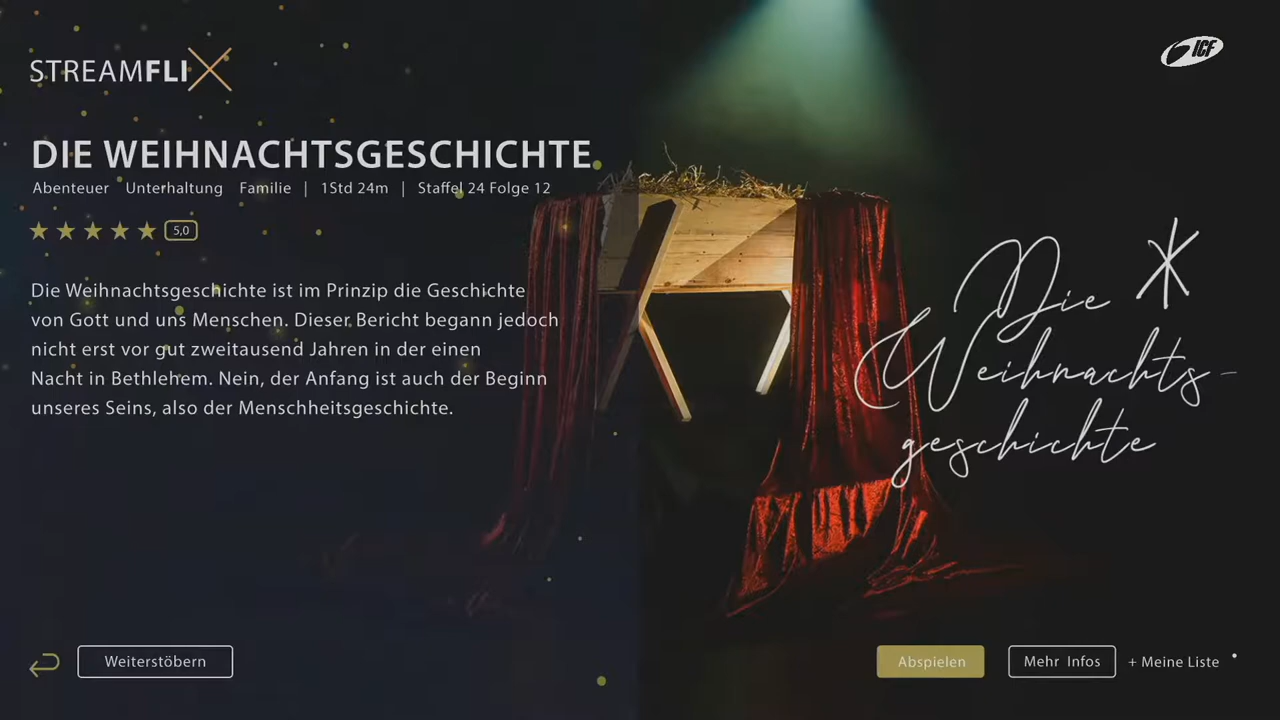 STREAMFLIX
ICF
DIE WEIHNACHTSGESCHICHTE
Abenteuer Unterhaltung Familie | 1Std 24m | Staffel 24 Folge 12
5,0
Die Weihnachtsgeschichte ist im Prinzip die Geschichte
von Gott und uns Menschen. Dieser Bericht begann jedoch
nicht erst vor gut zweitausend Jahren in der einen
Nacht in Bethlehem. Nein, der Anfang ist auch der Beginn
unseres Seins, also der Menschheitsgeschichte.
Die
Weihnachts-
geschichte
Weiterstöbern
Abspielen
Mehr Infos
+ Meine Liste